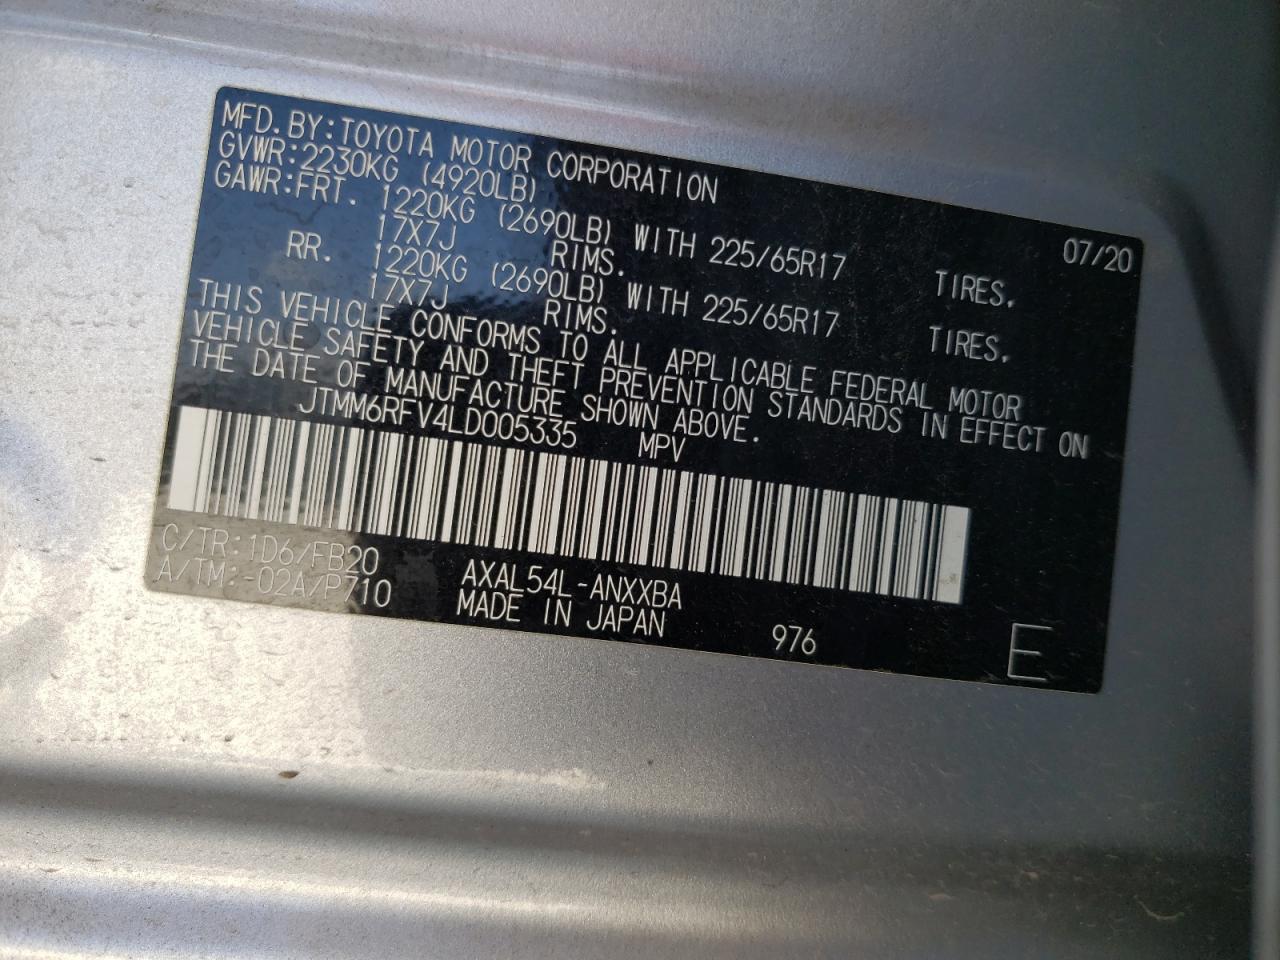 MFD.BY:TOYOTA MOTOR CORPORATION 07/20
GVWR:2230KG (4920LB)
GAWR:FRT. 1220KG (2690LB) WITH 225/65R17 TIRES,
17X7J RIMS.
RR. 1220KG (2690LB) WITH 225/65R17 TIRES,
17X7J RIMS.
THIS VEHICLE CONFORMS TO ALL APPLICABLE FEDERAL MOTOR
VEHICLE SAFETY AND THEFT PREVENTION STANDARDS IN EFFECT ON
THE DATE OF MANUFACTURE SHOWN ABOVE.
JTMM6RFV4LD005335 MPV
C/TR:1D6/FB20
A/TM:-02A/P710
AXAL54L-ANXXBA
MADE IN JAPAN
976
E